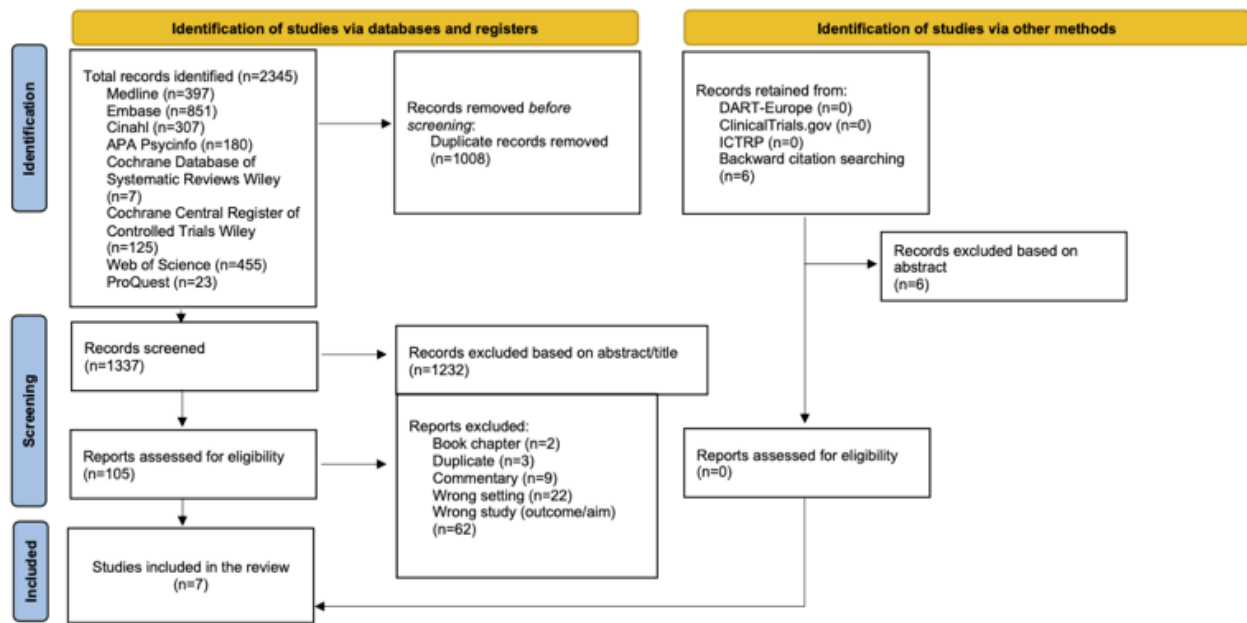 Identification of studies via databases and registers
Identification of studies via other methods
Identification
Total records identified (n=2345)
Medline (n=397)
Embase (n=851)
Cinahl (n=307)
APA Psycinfo (n=180)
Cochrane Database of
Systematic Reviews Wiley
(n=7)
Cochrane Central Register of
Controlled Trials Wiley
(n=125)
Web of Science (n=455)
ProQuest (n=23)
Records removed before
screening:
Duplicate records removed
(n=1008)
Records retained from:
DART-Europe (n=0)
ClinicalTrials.gov (n=0)
ICTRP (n=0)
Backward citation searching
(n=6)
Records excluded based on
abstract
(n=6)
Screening
Records screened
(n=1337)
Records excluded based on abstract/title
(n=1232)
Reports assessed for eligibility
(n=105)
Reports excluded:
Book chapter (n=2)
Duplicate (n=3)
Commentary (n=9)
Wrong setting (n=22)
Wrong study (outcome/aim)
(n=62)
Reports assessed for eligibility
(n=0)
Included
Studies included in the review
(n=7)